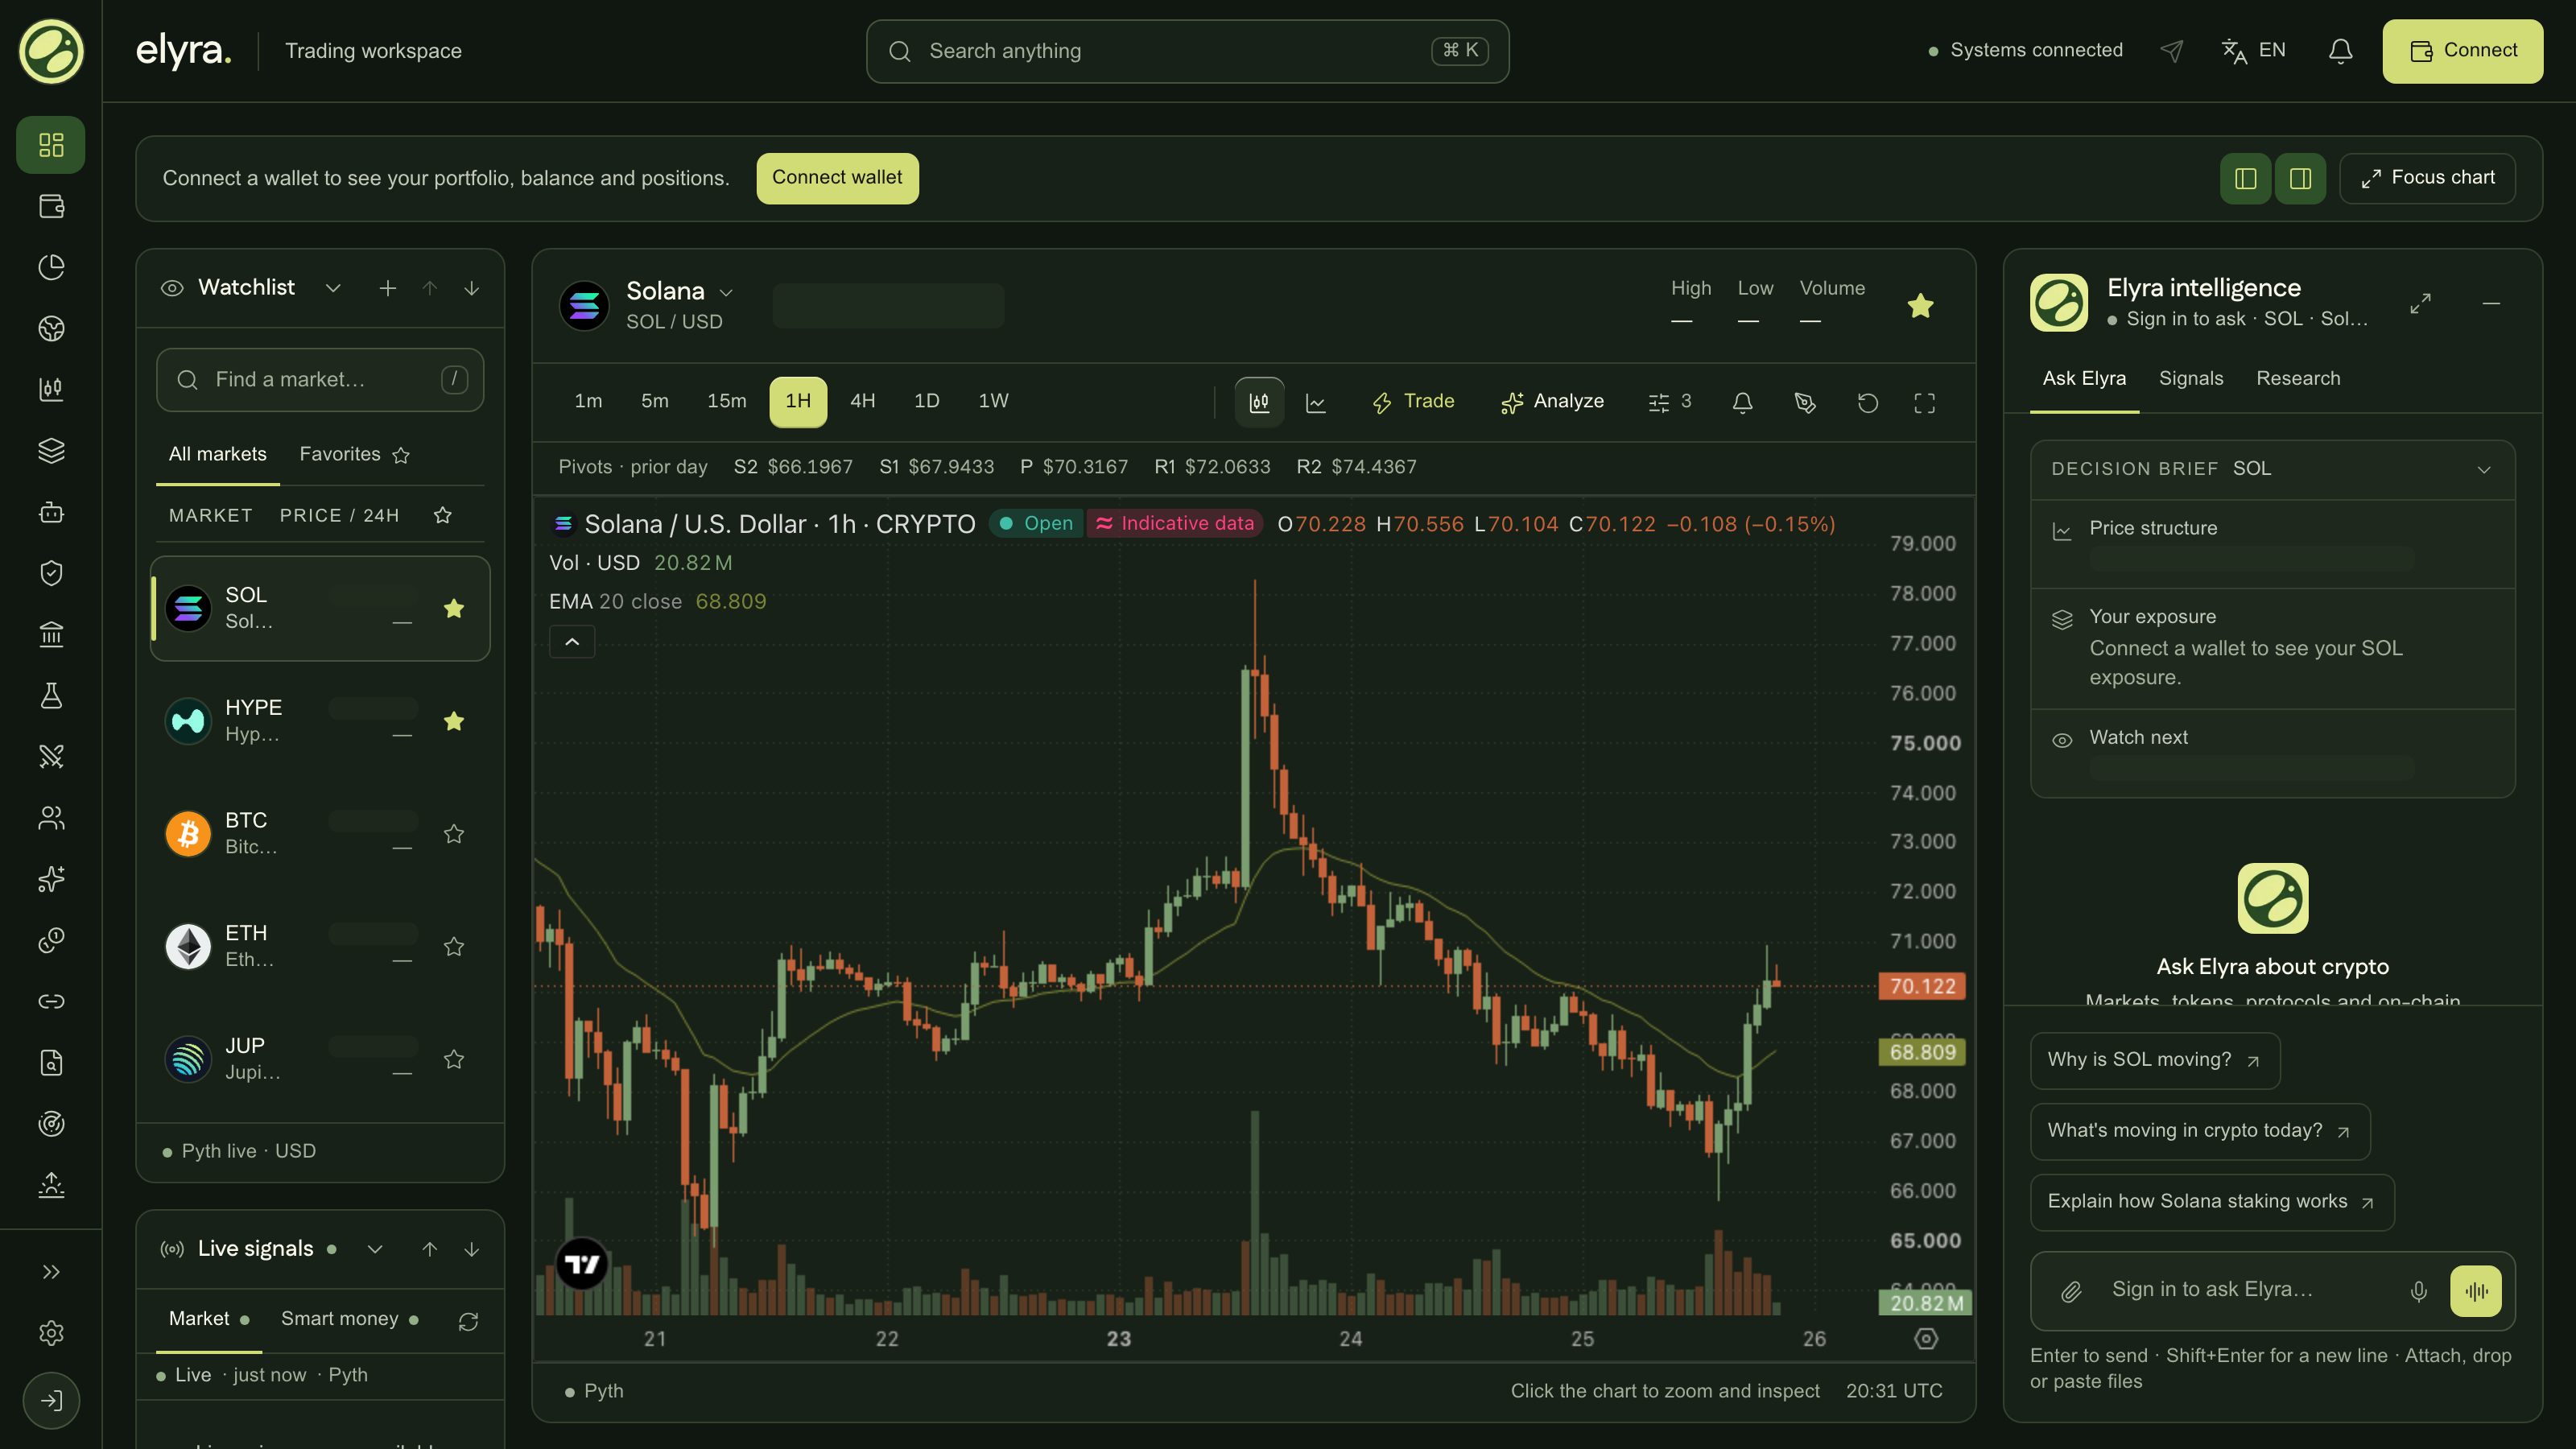 elyra.
Trading workspace
Search anything
⌘ K
Systems connected
EN
Connect
Connect a wallet to see your portfolio, balance and positions.
Connect wallet
Focus chart
Watchlist
Find a market…
/
All markets
Favorites
MARKET PRICE / 24H
SOL
Sol…
—
HYPE
Hyp…
—
BTC
Bitc…
—
ETH
Eth…
—
JUP
Jupi…
—
Pyth live · USD
Live signals
Market
Smart money
Live · just now · Pyth
Solana
SOL / USD
High Low Volume
— — —
1m 5m 15m 1H 4H 1D 1W
Trade
Analyze
3
Pivots · prior day S2 $66.1967 S1 $67.9433 P $70.3167 R1 $72.0633 R2 $74.4367
Solana / U.S. Dollar · 1h · CRYPTO Open Indicative data O70.228 H70.556 L70.104 C70.122 −0.108 (−0.15%)
Vol · USD 20.82 M
EMA 20 close 68.809
79.000
78.000
77.000
76.000
75.000
74.000
73.000
72.000
71.000
70.122
68.809
68.000
67.000
66.000
65.000
20.82 M
21 22 23 24 25 26
Pyth
Click the chart to zoom and inspect
20:31 UTC
Elyra intelligence
Sign in to ask · SOL · Sol…
Ask Elyra
Signals
Research
DECISION BRIEF SOL
Price structure
Your exposure
Connect a wallet to see your SOL
exposure.
Watch next
Ask Elyra about crypto
Markets, tokens, protocols and on-chain
Why is SOL moving?
What's moving in crypto today?
Explain how Solana staking works
Sign in to ask Elyra…
Enter to send · Shift+Enter for a new line · Attach, drop
or paste files